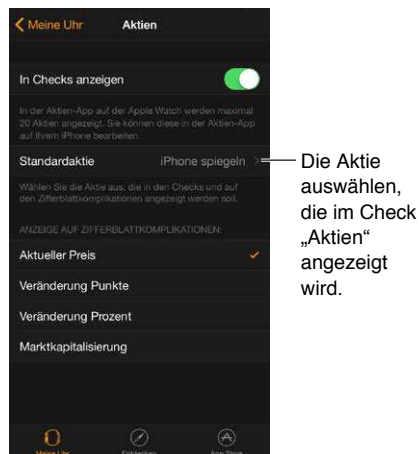 Meine Uhr Aktien
In Checks anzeigen
In der Aktien-App auf der Apple Watch werden maximal
20 Aktien angezeigt. Sie können diese in der Aktien-App
auf Ihrem iPhone bearbeiten.
Standardaktie iPhone spiegeln
Wählen Sie die Aktie aus, die in den Checks und auf
den Zifferblattkomplikationen angezeigt werden soll.
ANZEIGE AUF ZIFFERBLATTKOMPLIKATIONEN:
Aktueller Preis
Veränderung Punkte
Veränderung Prozent
Marktkapitalisierung
Meine Uhr Entdecken App Store
Die Aktie
auswählen,
die im Check
„Aktien“
angezeigt
wird.